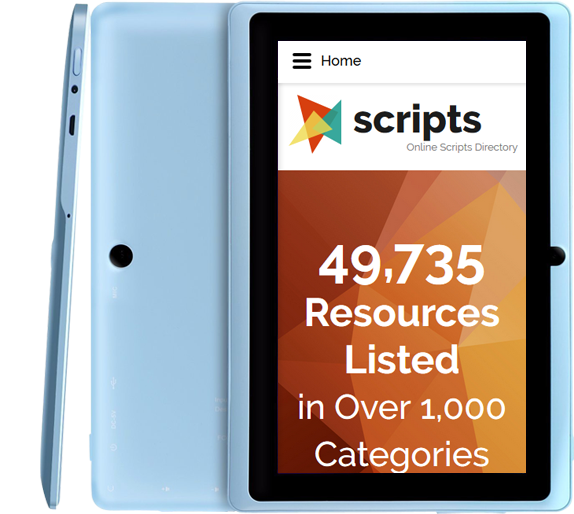 Home
scripts
Online Scripts Directory
49,735
Resources
Listed
in Over 1,000
Categories